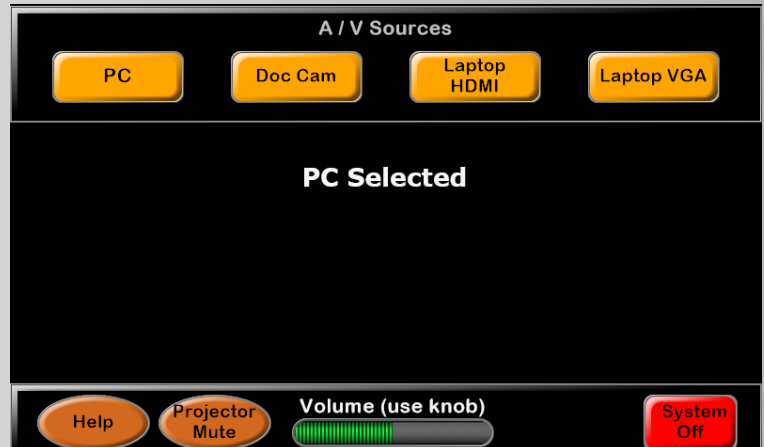 A / V Sources
PC
Doc Cam
Laptop
HDMI
Laptop VGA
PC Selected
Help
Projector
Mute
Volume (use knob)
System
Off